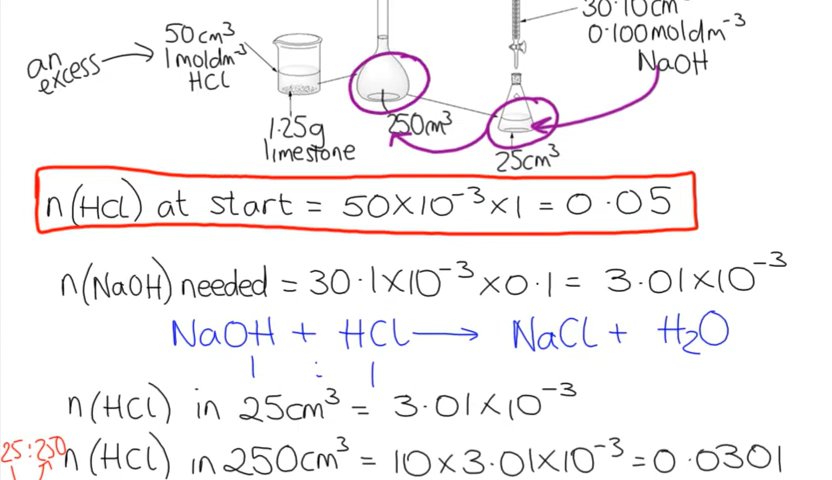 30.10cm
0.100moldm⁻³
NaOH
an
excess
50cm³
1moldm⁻³
HCl
1.25g
limestone
250m³
25cm³
n(HCl) at start = 50×10⁻³×1 = 0.05
n(NaOH) needed = 30.1×10⁻³×0.1 = 3.01×10⁻³
NaOH + HCl → NaCl + H₂O
1 : 1
n(HCl) in 25cm³ = 3.01×10⁻³
25:250
n(HCl) in 250cm³ = 10×3.01×10⁻³ = 0.0301